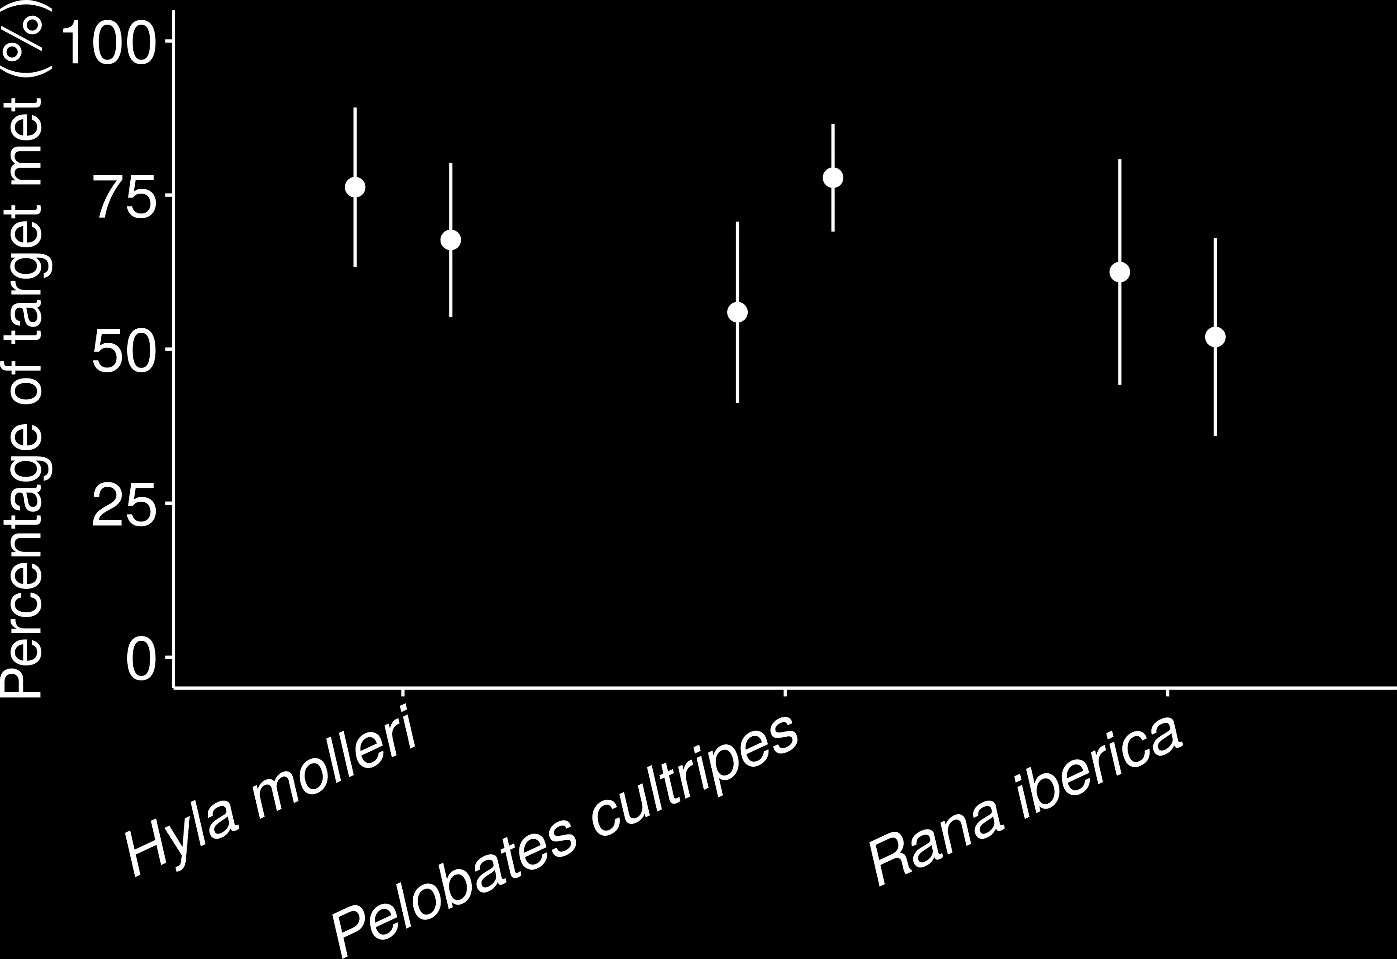 Percentage of target met (%)
100
75
50
25
0
Hyla molleri
Pelobates cultripes
Rana iberica